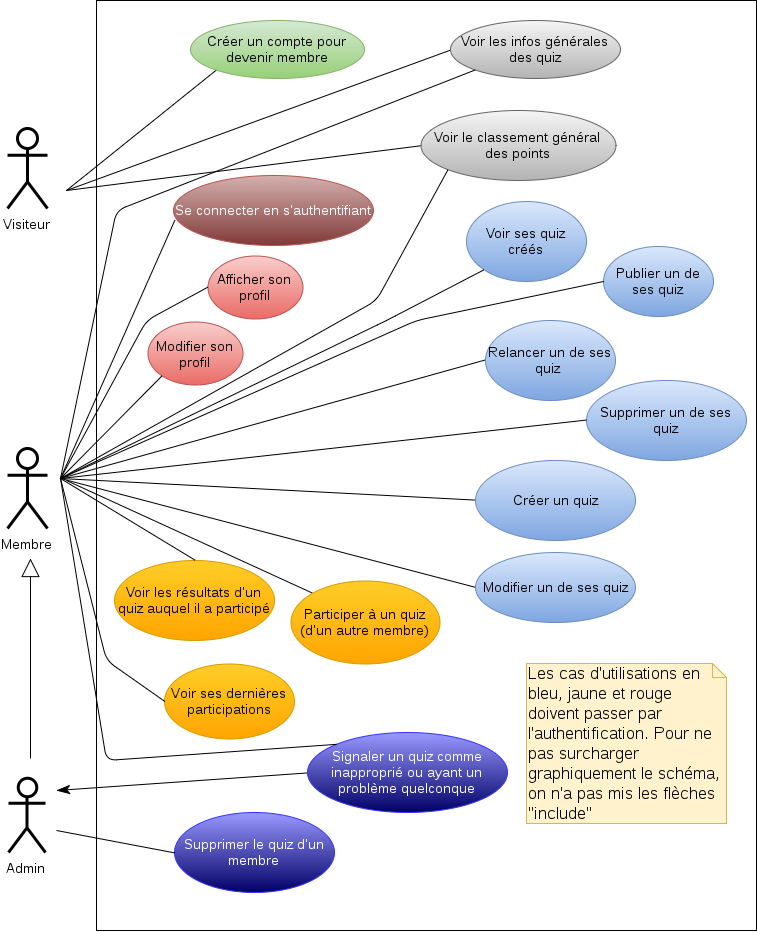 Créer un compte pour
devenir membre
Voir les infos générales
des quiz
Voir le classement général
des points
Visiteur
Se connecter en s'authentifiant
Voir ses quiz
créés
Afficher son
profil
Publier un de
ses quiz
Modifier son
profil
Relancer un de ses
quiz
Supprimer un de ses
quiz
Membre
Créer un quiz
Modifier un de ses quiz
Voir les résultats d'un
quiz auquel il a participé
Participer à un quiz
(d'un autre membre)
Voir ses dernières
participations
Les cas d'utilisations en
bleu, jaune et rouge
doivent passer par
l'authentification. Pour ne
pas surcharger
graphiquement le schéma,
on n'a pas mis les flèches
"include"
Signaler un quiz comme
inapproprié ou ayant un
problème quelconque
Supprimer le quiz d'un
membre
Admin